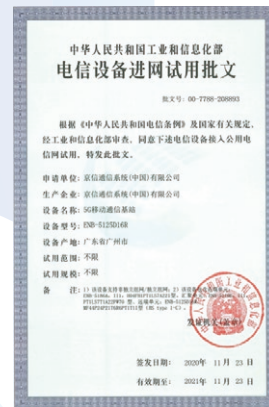 中华人民共和国工业和信息化部
电信设备进网试用批文
批文号: 00-7788-208893
根据《中华人民共和国电信条例》及国家有关规定,
经工业和信息化部审查, 同意下述电信设备接入公用电
信网试用, 特发此批文。
申请单位: 京信通信系统(中国)有限公司
生产企业: 京信通信系统(中国)有限公司
设备名称: 5G移动通信基站
设备型号: ENB-5125D16R
设备产地: 广东省广州市
试用范围: 不限
试用规模: 不限
备 注:
发证机关
签发日期: 2020年 11月 23日
有效期至: 2021年 11月 23日